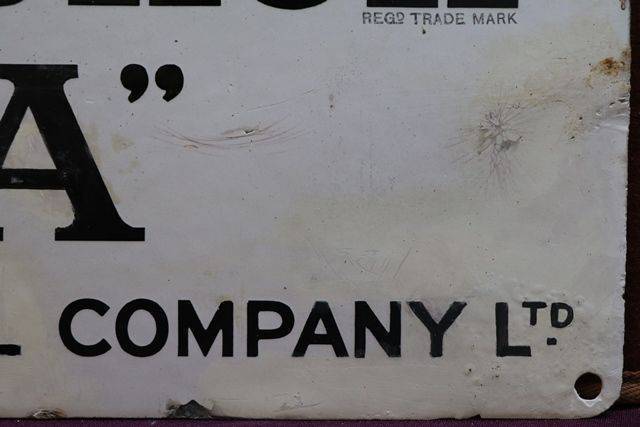 REGD TRADE MARK
A”
L COMPANY LTD